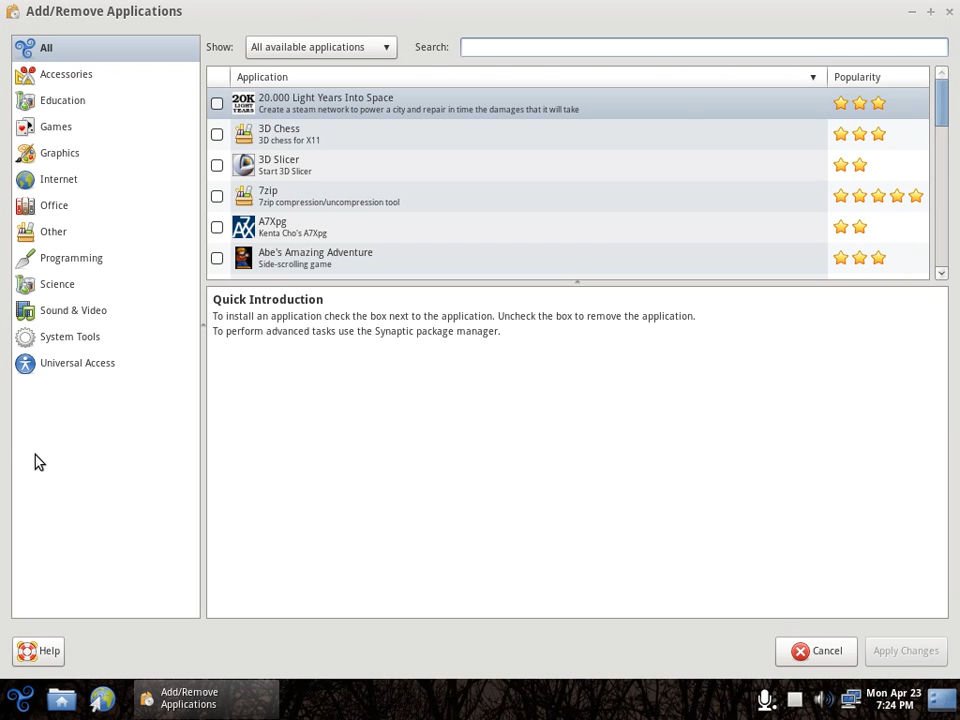 Add/Remove Applications
All
Accessories
Education
Games
Graphics
Internet
Office
Other
Programming
Science
Sound & Video
System Tools
Universal Access
Show: All available applications Search:
Application Popularity
20K
LIGHT
YEARS
20.000 Light Years Into Space
Create a steam network to power a city and repair in time the damages that it will take
3D Chess
3D chess for X11
3D Slicer
Start 3D Slicer
7zip
7zip compression/uncompression tool
A7Xpg
Kenta Cho's A7Xpg
Abe's Amazing Adventure
Side-scrolling game
Quick Introduction
To install an application check the box next to the application. Uncheck the box to remove the application.
To perform advanced tasks use the Synaptic package manager.
Help
Cancel
Apply Changes
Add/Remove
Applications
Mon Apr 23
7:24 PM